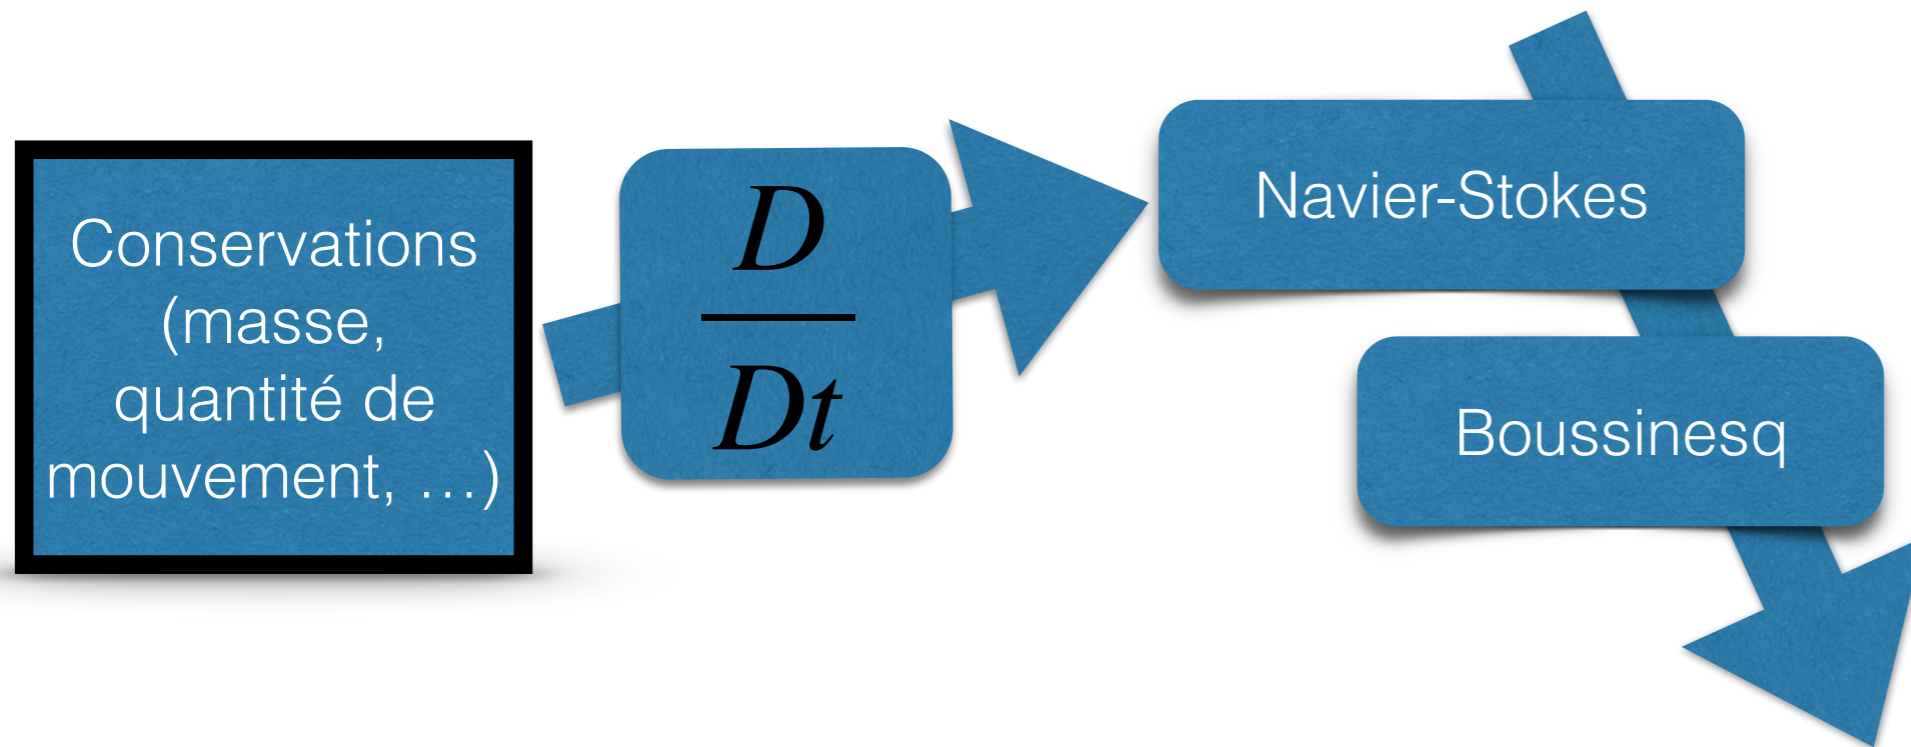 Conservations
(masse,
quantité de
mouvement, …)
D
Dt
Navier-Stokes
Boussinesq